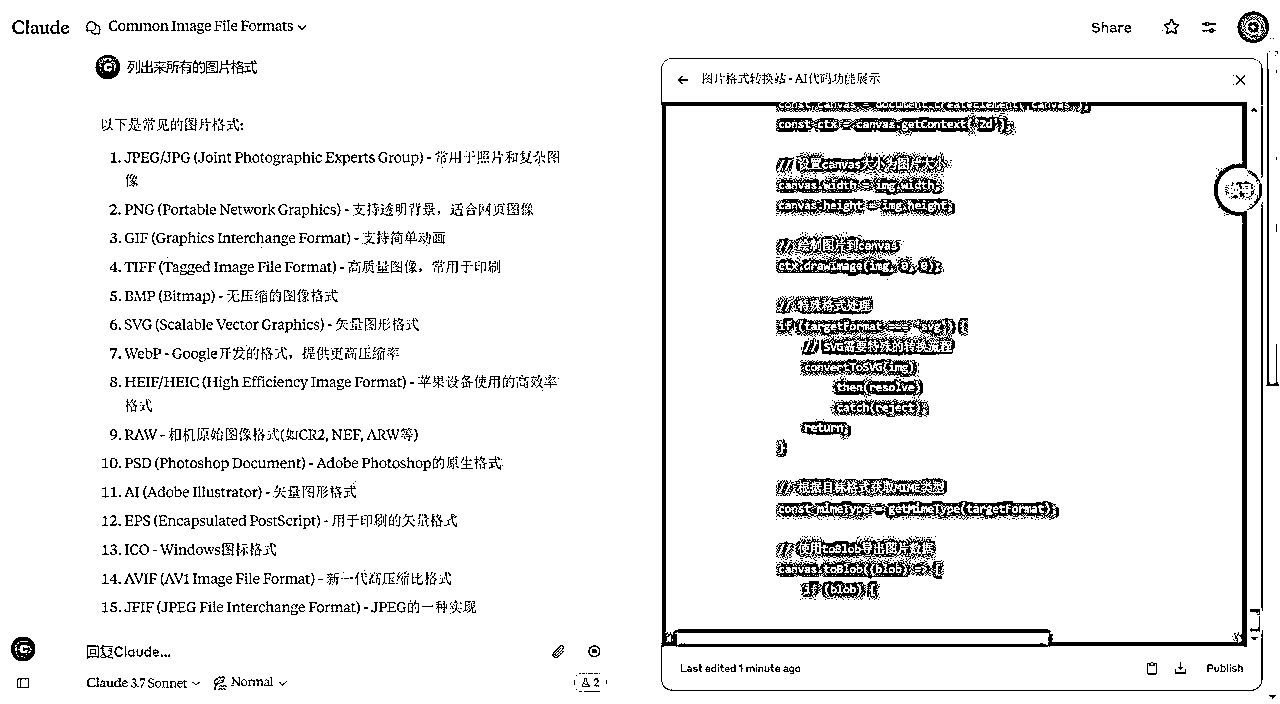 Claude
Common Image File Formats
Share
列出来所有的图片格式
以下是常见的图片格式:
1. JPEG/JPG (Joint Photographic Experts Group) - 常用于照片和复杂图
像
2. PNG (Portable Network Graphics) - 支持透明背景，适合网页图像
3. GIF (Graphics Interchange Format) - 支持简单动画
4. TIFF (Tagged Image File Format) - 高质量图像，常用于印刷
5. BMP (Bitmap) - 无压缩的图像格式
6. SVG (Scalable Vector Graphics) - 矢量图形格式
7. WebP - Google开发的格式，提供更高压缩率
8. HEIF/HEIC (High Efficiency Image Format) - 苹果设备使用的高效率
格式
9. RAW - 相机原始图像格式(如CR2, NEF, ARW等)
10. PSD (Photoshop Document) - Adobe Photoshop的原生格式
11. AI (Adobe Illustrator) - 矢量图形格式
12. EPS (Encapsulated PostScript) - 用于印刷的矢量格式
13. ICO - Windows图标格式
14. AVIF (AV1 Image File Format) - 新一代高压缩比格式
15. JFIF (JPEG File Interchange Format) - JPEG的一种实现
回复Claude...
Claude 3.7 Sonnet
Normal
2
图片格式转换站 - AI代码功能展示
const canvas = document.createElement('canvas');
const ctx = canvas.getContext('2d');
// 设置canvas大小为图片大小
canvas.width = img.width;
canvas.height = img.height;
// 绘制图片到canvas
ctx.drawImage(img, 0, 0);
// 特殊格式处理
if (targetFormat === 'svg') {
// SVG需要特殊的转换流程
convertToSVG(img)
.then(resolve)
.catch(reject);
return;
}
// 根据目标格式获取MIME类型
const mimeType = getMimeType(targetFormat);
// 使用toBlob导出图片数据
canvas.toBlob((blob) => {
if (blob) {
Last edited 1 minute ago
Publish